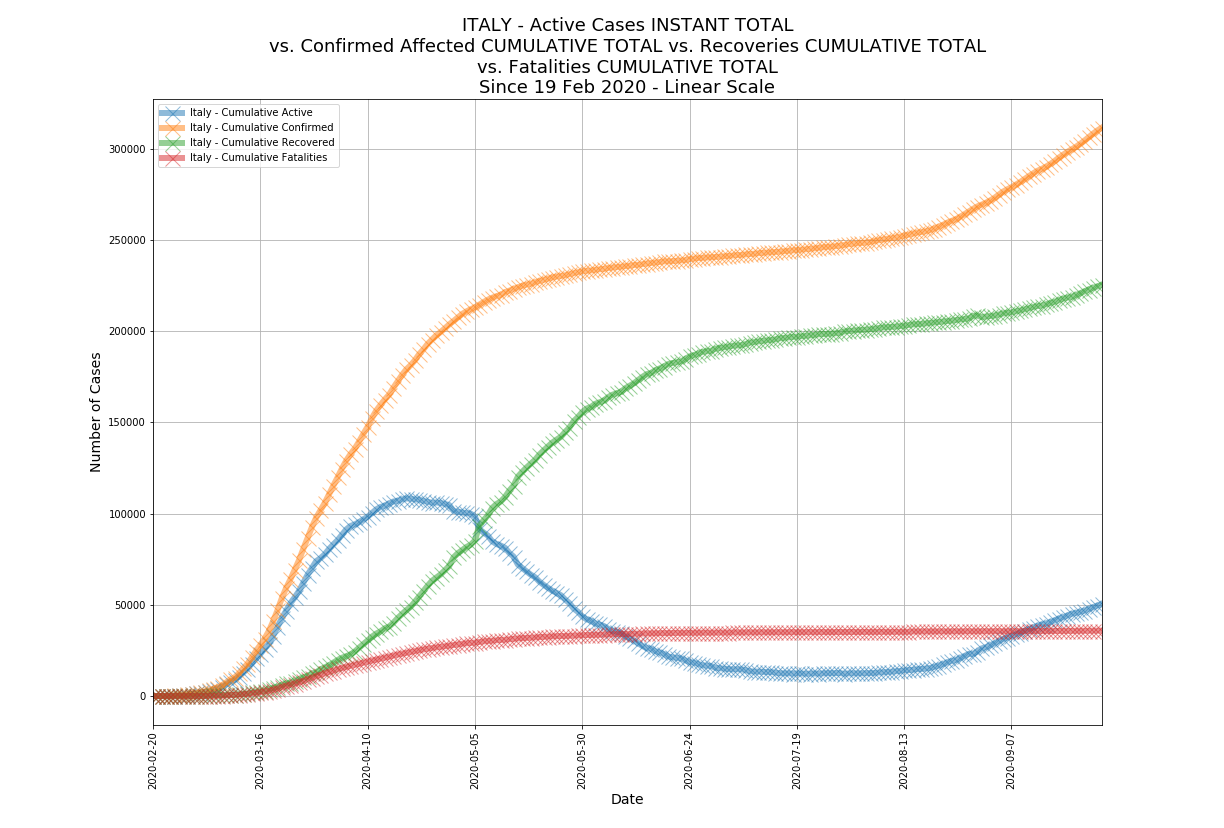 ITALY - Active Cases INSTANT TOTAL
vs. Confirmed Affected CUMULATIVE TOTAL vs. Recoveries CUMULATIVE TOTAL
vs. Fatalities CUMULATIVE TOTAL
Since 19 Feb 2020 - Linear Scale
Italy - Cumulative Active
Italy - Cumulative Confirmed
Italy - Cumulative Recovered
Italy - Cumulative Fatalities
Number of Cases
300000
250000
200000
150000
100000
50000
0
2020-02-20
2020-03-16
2020-04-10
2020-05-05
2020-05-30
2020-06-24
2020-07-19
2020-08-13
2020-09-07
Date